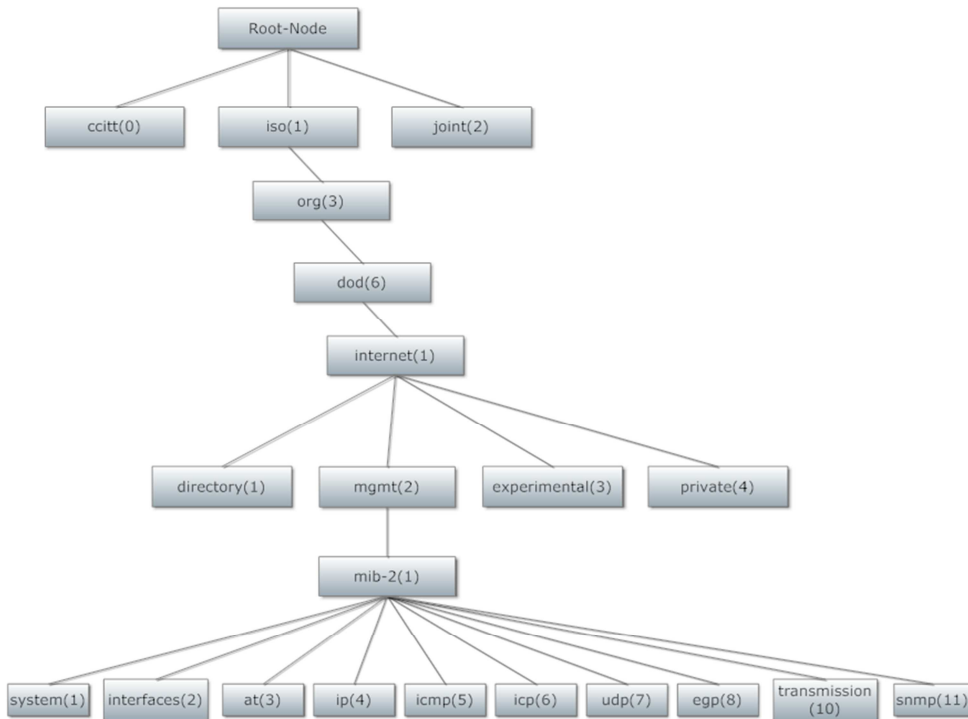 Root-Node
ccitt(0)
iso(1)
joint(2)
org(3)
dod(6)
internet(1)
directory(1)
mgmt(2)
experimental(3)
private(4)
mib-2(1)
system(1)
interfaces(2)
at(3)
ip(4)
icmp(5)
icp(6)
udp(7)
egp(8)
transmission
(10)
snmp(11)